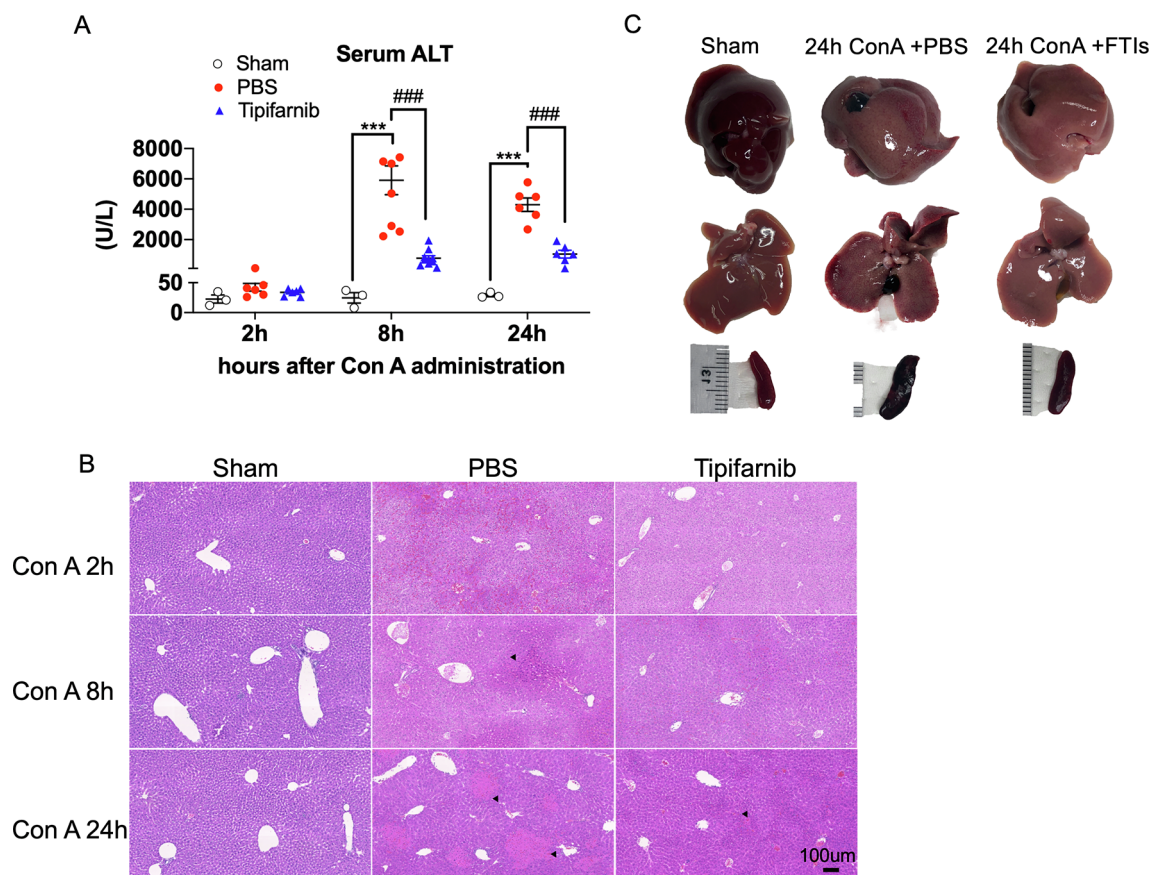 A
Serum ALT
Sham
PBS
Tipifarnib
###
***
###
***
8000
6000
4000
2000
50
0
(U/L)
2h
8h
24h
hours after Con A administration
C
Sham
24h ConA +PBS
24h ConA +FTIs
13
B
Sham
PBS
Tipifarnib
Con A 2h
Con A 8h
Con A 24h
100um